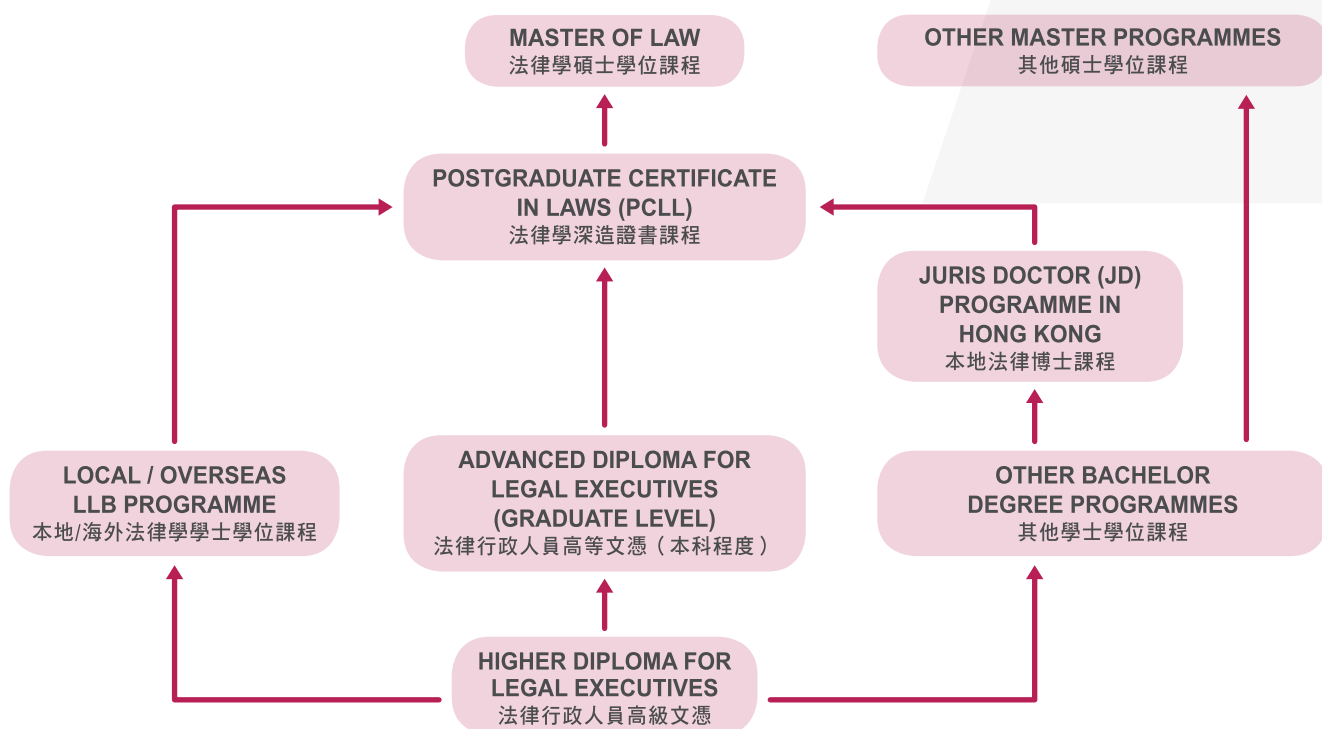 MASTER OF LAW
法律學碩士學位課程
OTHER MASTER PROGRAMMES
其他碩士學位課程
POSTGRADUATE CERTIFICATE
IN LAWS (PCLL)
法律學深造證書課程
JURIS DOCTOR (JD)
PROGRAMME IN
HONG KONG
本地法律博士課程
LOCAL / OVERSEAS
LLB PROGRAMME
本地/海外法律學學士學位課程
ADVANCED DIPLOMA FOR
LEGAL EXECUTIVES
(GRADUATE LEVEL)
法律行政人員高等文憑（本科程度）
OTHER BACHELOR
DEGREE PROGRAMMES
其他學士學位課程
HIGHER DIPLOMA FOR
LEGAL EXECUTIVES
法律行政人員高級文憑